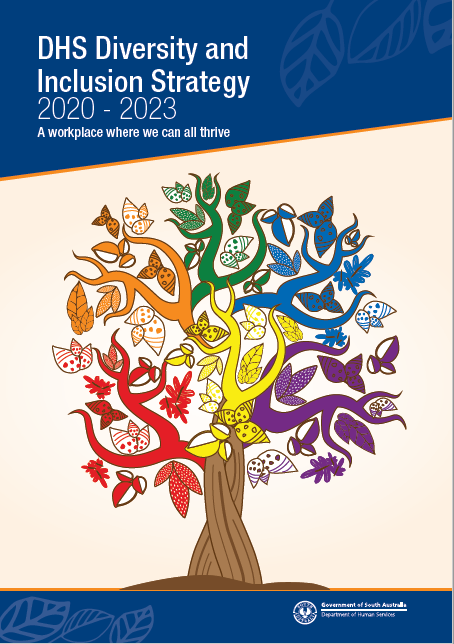 DHS Diversity and
Inclusion Strategy
2020 - 2023
A workplace where we can all thrive
Government of South Australia
Department of Human Services